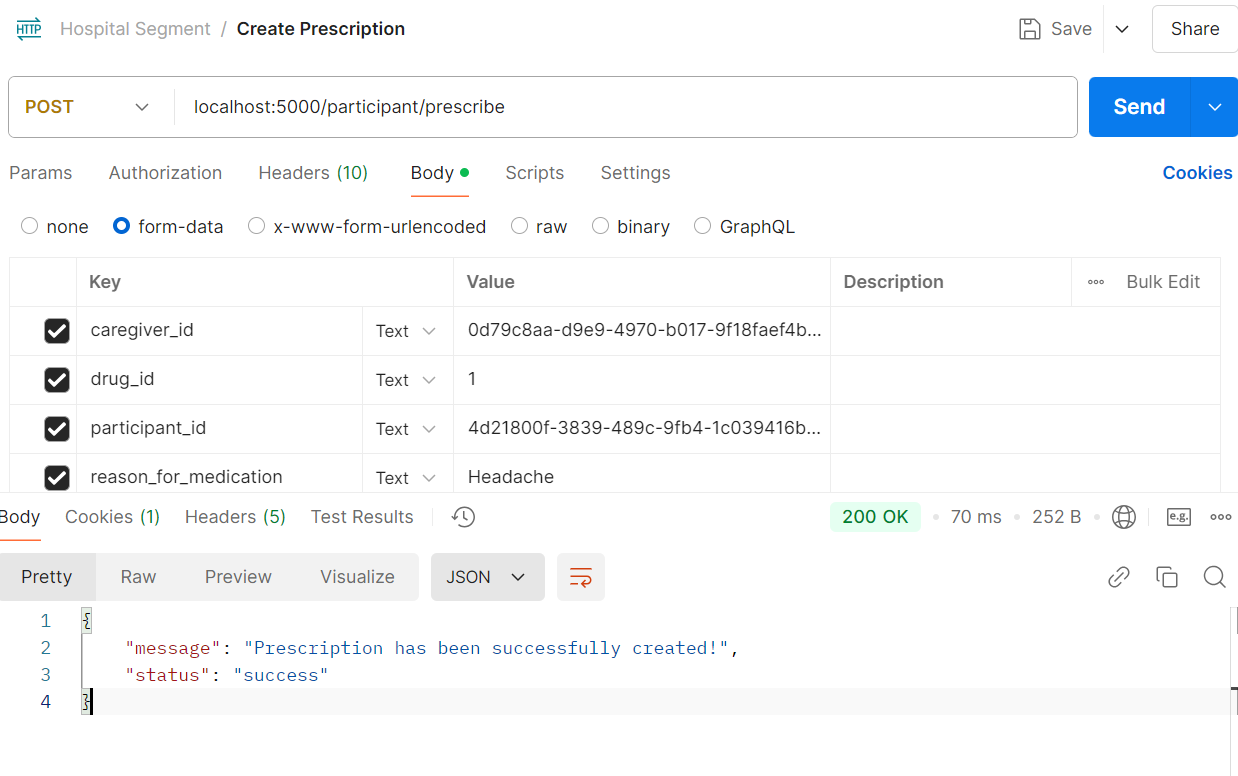 HTTP Hospital Segment / Create Prescription Save Share
POST localhost:5000/participant/prescribe Send
Params Authorization Headers (10) Body Scripts Settings Cookies
none form-data x-www-form-urlencoded raw binary GraphQL
Key Value Description Bulk Edit
caregiver_id Text 0d79c8aa-d9e9-4970-b017-9f18faef4b...
drug_id Text 1
participant_id Text 4d21800f-3839-489c-9fb4-1c039416b...
reason_for_medication Text Headache
Body Cookies (1) Headers (5) Test Results 200 OK 70 ms 252 B e.g.
Pretty Raw Preview Visualize JSON
1 {
2 "message": "Prescription has been successfully created!",
3 "status": "success"
4 }